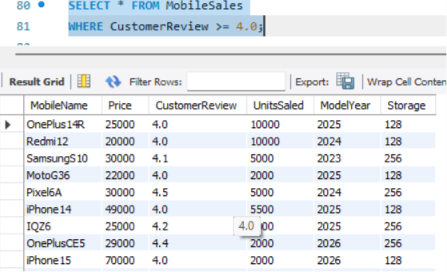 80 SELECT * FROM MobileSales
81 WHERE CustomerReview >= 4.0;
Result Grid Filter Rows: Export: Wrap Cell Conten
MobileName Price CustomerReview UnitsSaled ModelYear Storage
OnePlus14R 25000 4.0 10000 2025 128
Redmi12 20000 4.0 10000 2024 128
SamsungS10 30000 4.1 5000 2023 256
MotoG36 22000 4.0 2000 2025 128
Pixel6A 30000 4.5 5000 2024 256
iPhone14 49000 4.0 5500 2025 128
IQZ6 25000 4.2 4.0 2025 256
OnePlusCE5 29000 4.4 2000 2026 256
iPhone15 70000 4.0 2000 2026 128